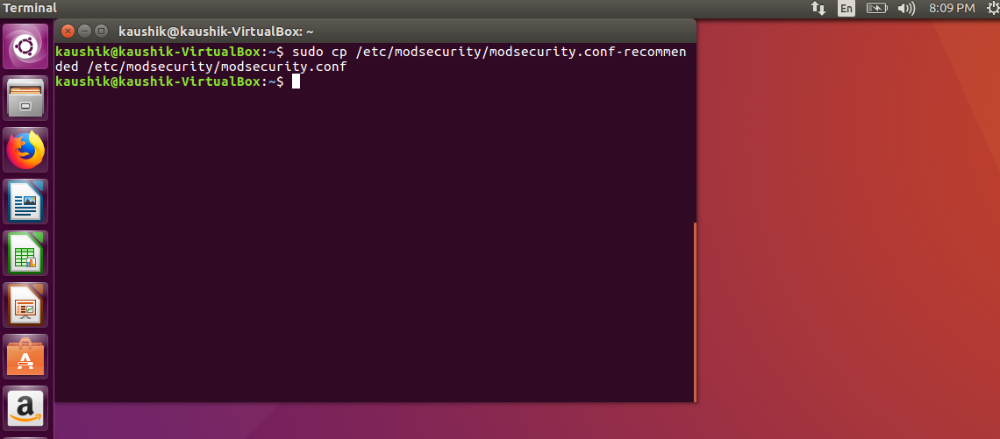 Terminal
En
8:09 PM
kaushik@kaushik-VirtualBox: ~
kaushik@kaushik-VirtualBox:~$ sudo cp /etc/modsecurity/modsecurity.conf-recommen
ded /etc/modsecurity/modsecurity.conf
kaushik@kaushik-VirtualBox:~$
A
a